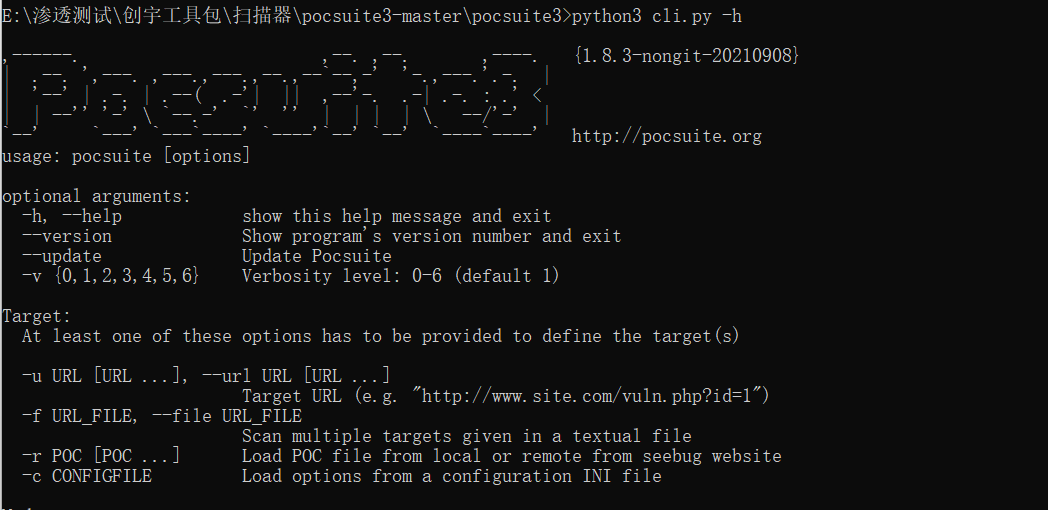 E:\渗透测试\创宇工具包\扫描器\pocsuite3-master\pocsuite3>python3 cli.py -h
{1.8.3-nongit-20210908}
http://pocsuite.org
usage: pocsuite [options]
optional arguments:
-h, --help show this help message and exit
--version Show program's version number and exit
--update Update Pocsuite
-v {0,1,2,3,4,5,6} Verbosity level: 0-6 (default 1)
Target:
At least one of these options has to be provided to define the target(s)
-u URL [URL ...], --url URL [URL ...]
Target URL (e.g. "http://www.site.com/vuln.php?id=1")
-f URL_FILE, --file URL_FILE
Scan multiple targets given in a textual file
-r POC [POC ...] Load POC file from local or remote from seebug website
-c CONFIGFILE Load options from a configuration INI file